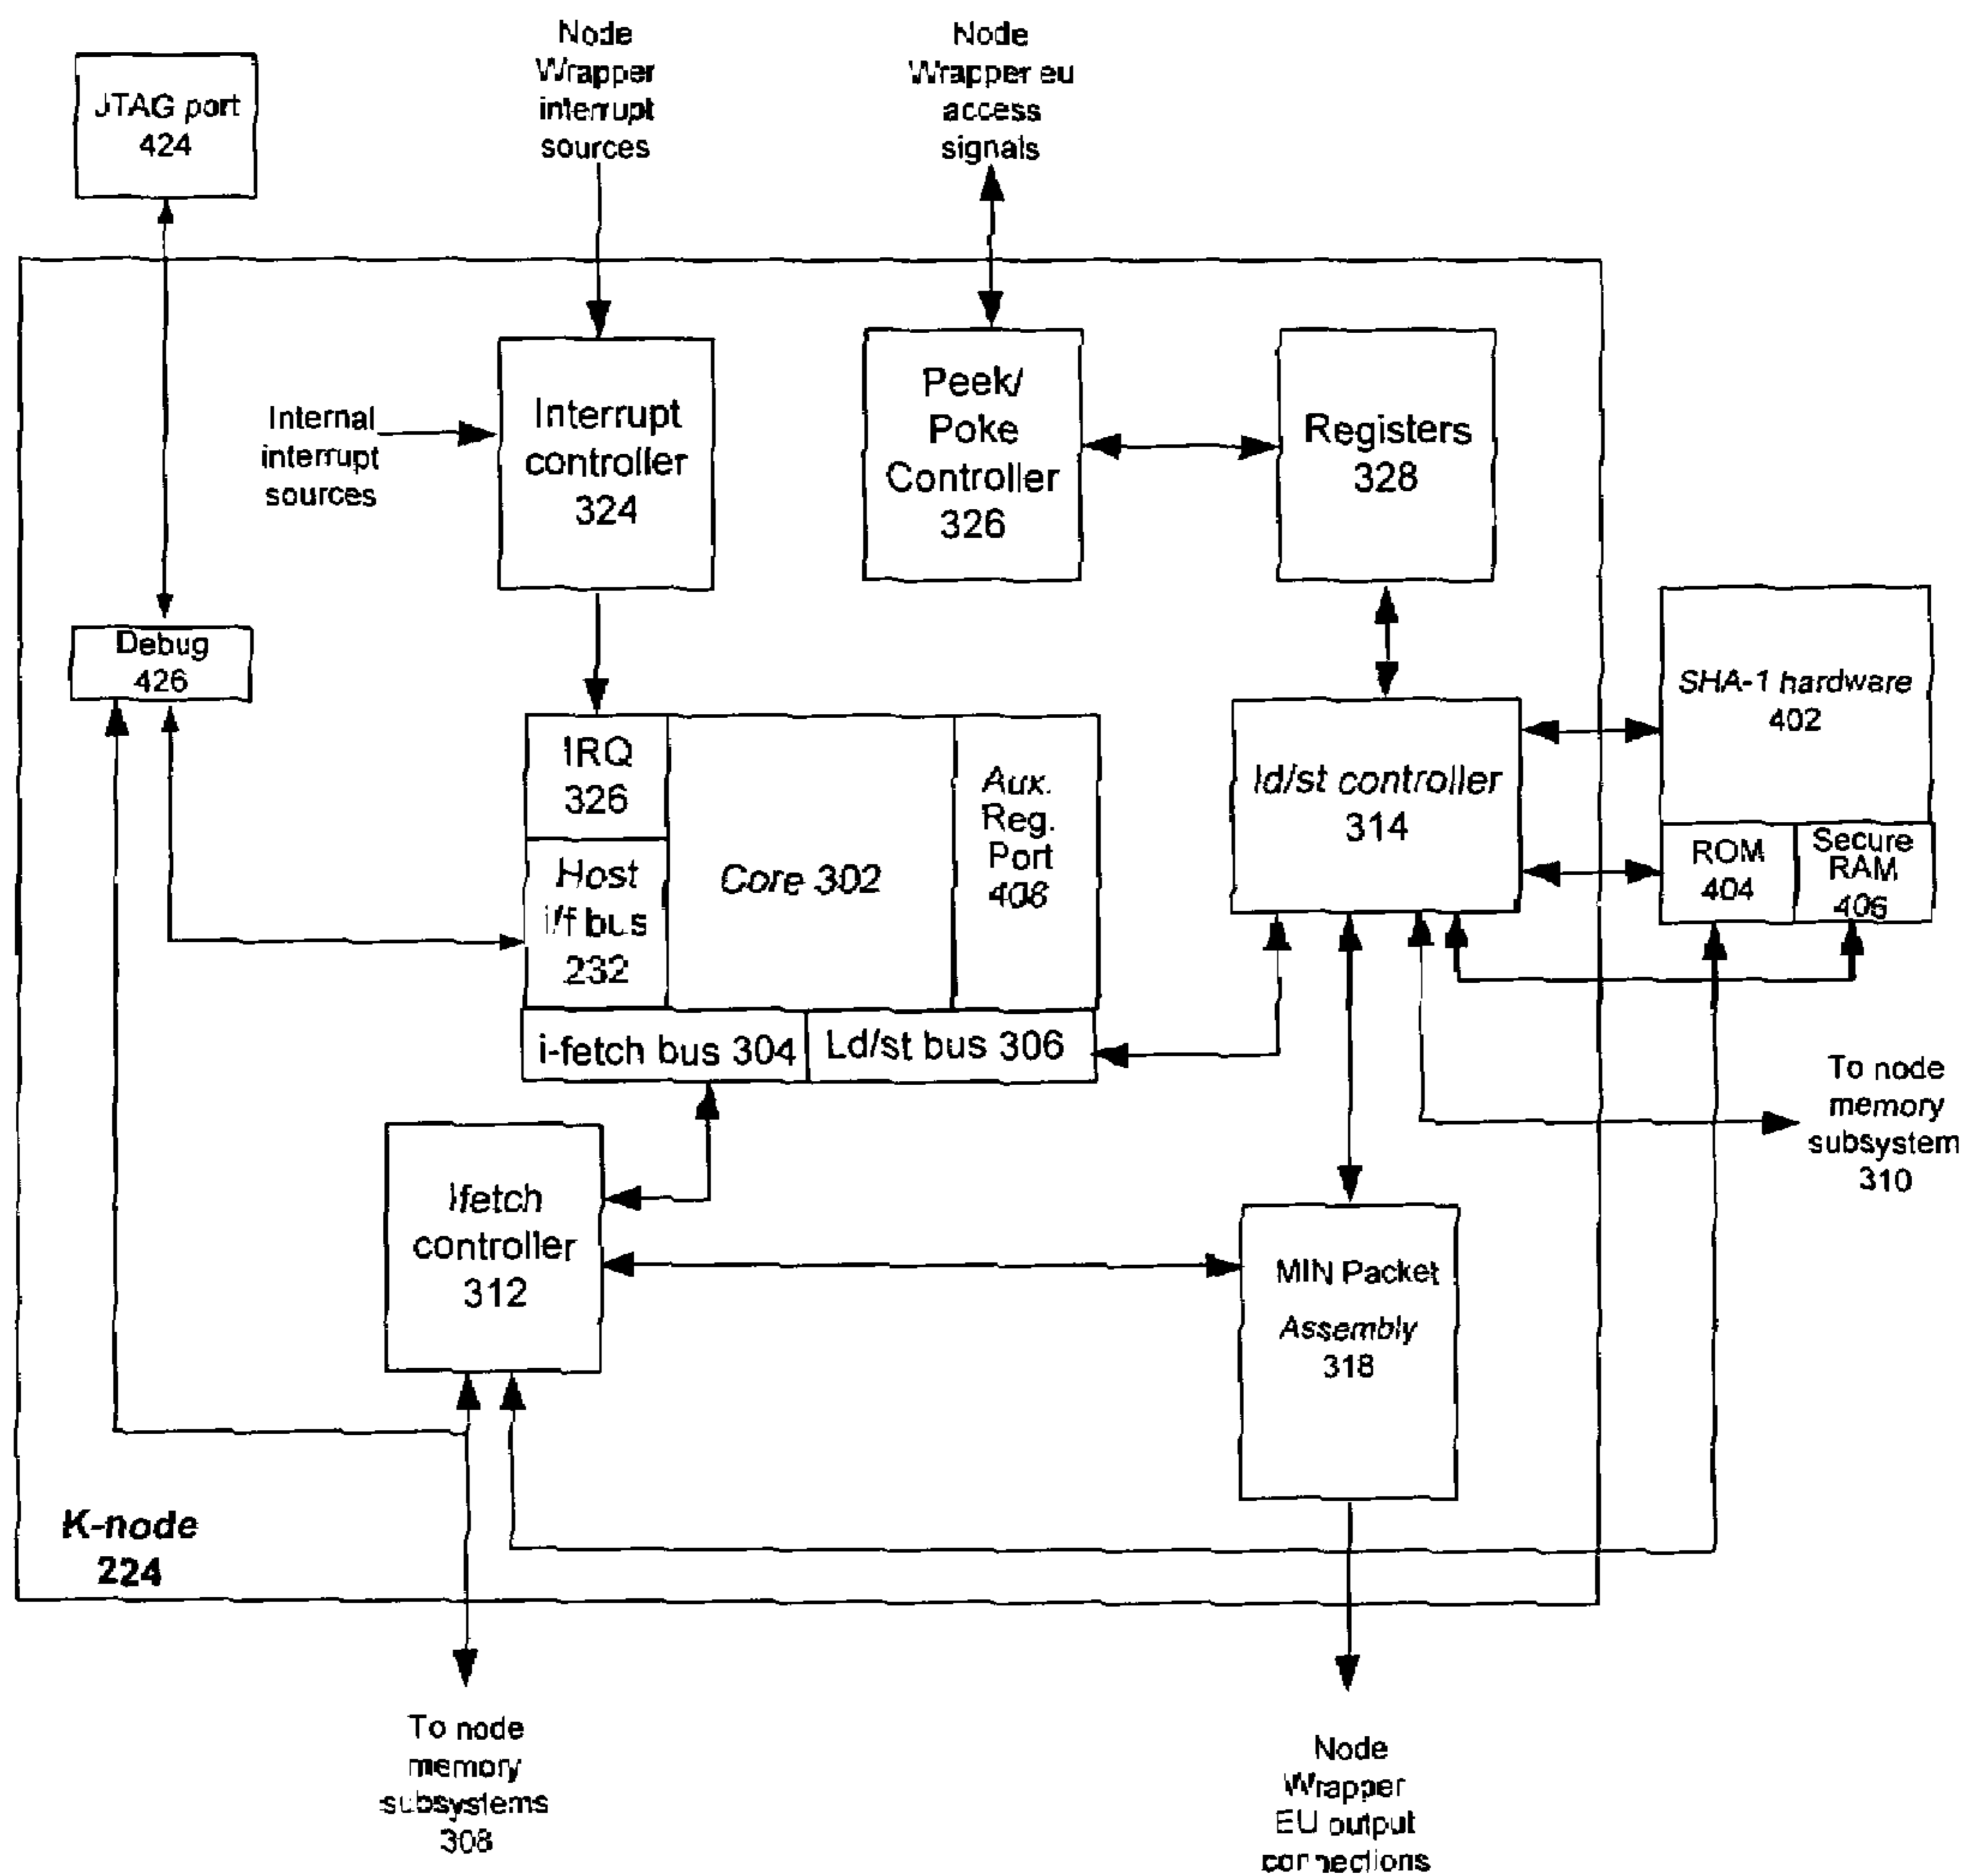 Node
Wrapper
interrupt
sources
Node
Wrapper eu
access
signals
JTAG port
424
Internal
interrupt
sources
Interrupt
controller
324
Peek/
Poke
Controller
326
Registers
328
Debug
426
SHA-1 hardware
402
IRQ
326
Host
i/f bus
232
Core 302
Aux.
Reg.
Port
408
ld/st controller
314
ROM
404
Secure
RAM
406
i-fetch bus 304
Ld/st bus 306
To node
memory
subsystem
310
Ifetch
controller
312
MIN Packet
Assembly
318
K-node
224
To node
memory
subsystems
308
Node
Wrapper
EU output
connections